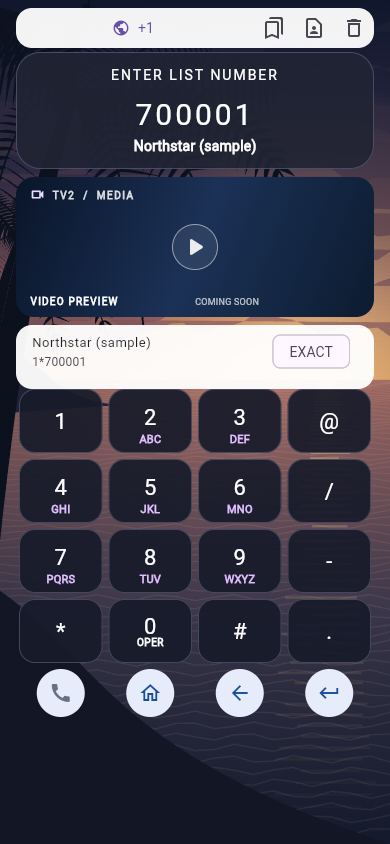 +1
ENTER LIST NUMBER
700001
Northstar (sample)
TV2 / MEDIA
VIDEO PREVIEW
COMING SOON
Northstar (sample)
1*700001
EXACT
1
2
ABC
3
DEF
@
4
GHI
5
JKL
6
MNO
/
7
PQRS
8
TUV
9
WXYZ
-
*
0
OPER
#
.